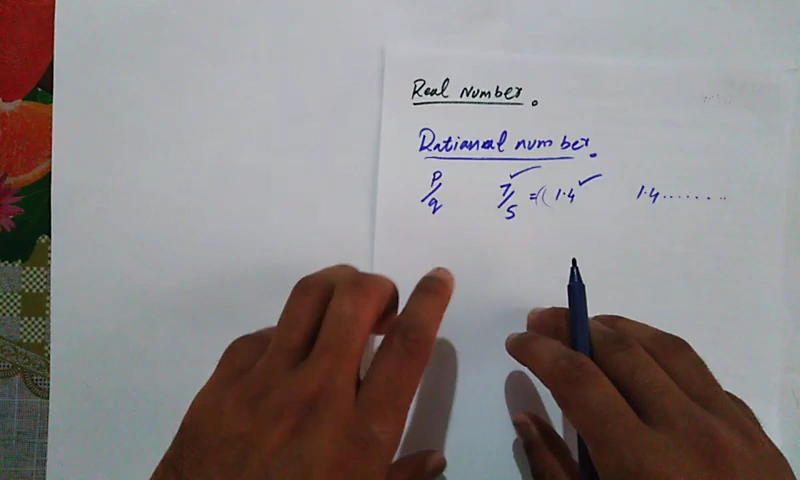 Real Number.
Rational number.
P/q 7/5 = 1.4 1.4........